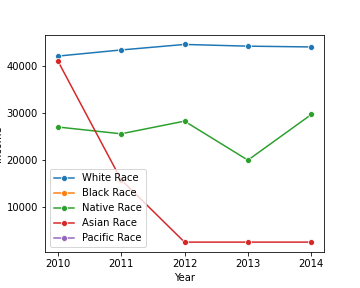 40000
30000
20000
10000
White Race
Black Race
Native Race
Asian Race
Pacific Race
2010 2011 2012 2013 2014
Year